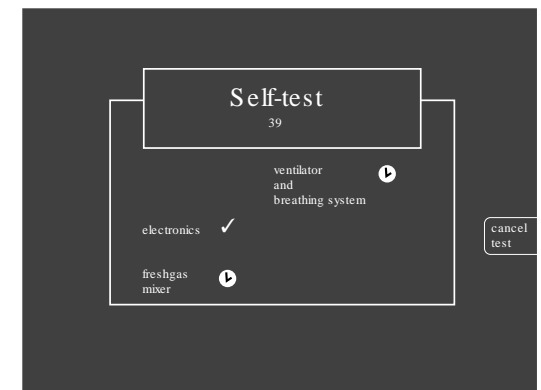 Self-test
39
ventilator
and
breathing system
electronics
cancel
test
freshgas
mixer